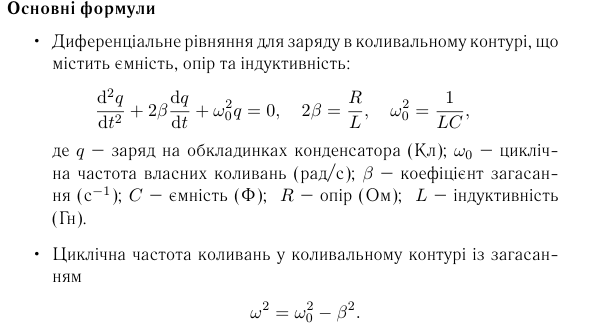 Основні формули
• Диференціальне рівняння для заряду в коливальному контурі, що
містить ємність, опір та індуктивність:
d²q/dt² + 2β dq/dt + ω₀²q = 0, 2β = R/L, ω₀² = 1/LC,
де q – заряд на обкладинках конденсатора (Кл); ω₀ – цикліч-
на частота власних коливань (рад/с); β – коефіцієнт загасан-
ня (с⁻¹); C – ємність (Ф); R – опір (Ом); L – індуктивність
(Гн).
• Циклічна частота коливань у коливальному контурі із загасан-
ням
ω² = ω₀² − β².